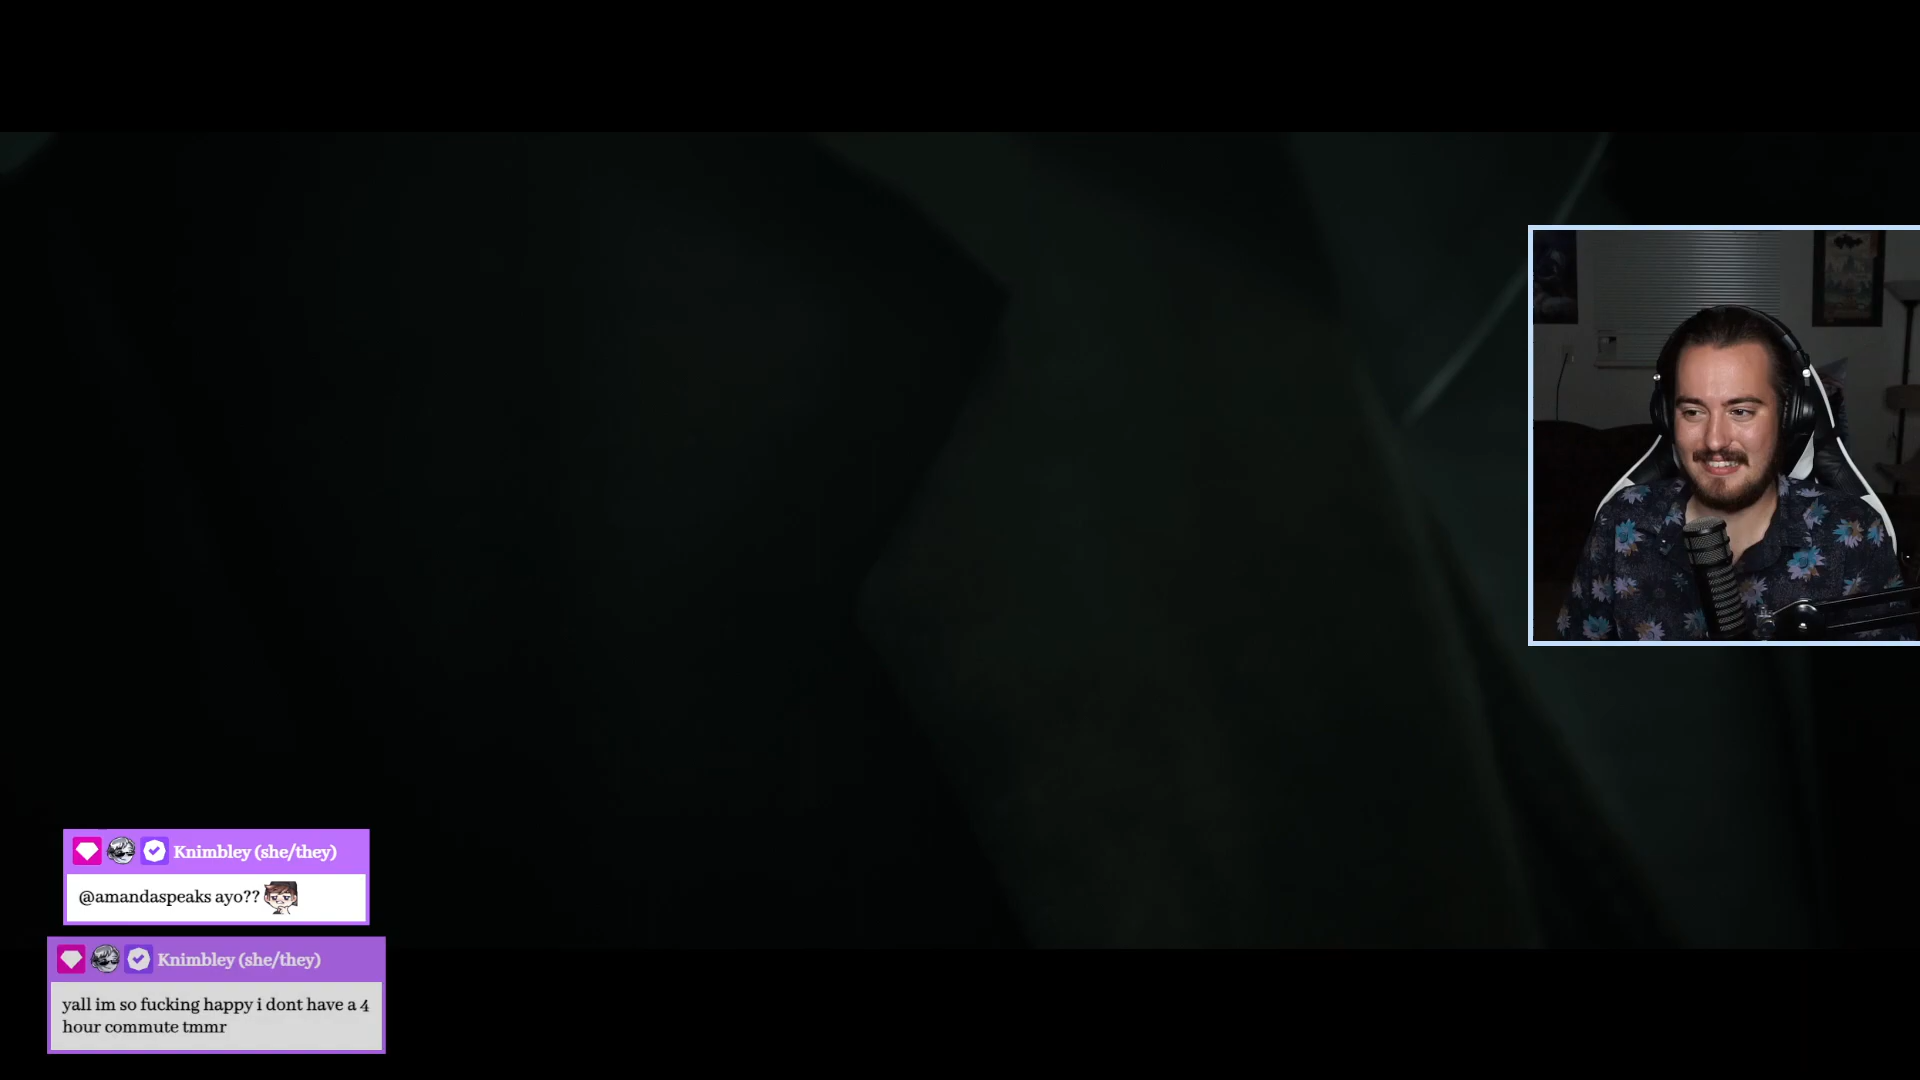 Knimbley (she/they)
@amandaspeaks ayo??
Knimbley (she/they)
yall im so fucking happy i dont have a 4
hour commute tmmr